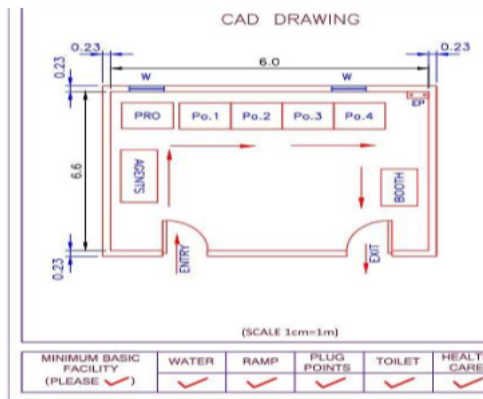 CAD DRAWING
0.23
0.23
6.0
0.23
W
W
EP
PRO
Po.1
Po.2
Po.3
Po.4
6.6
AGENTS
BOOTH
0.23
ENTRY
EXIT
(SCALE 1cm=1m)
MINIMUM BASIC
FACILITY
(PLEASE ✓)
WATER
RAMP
PLUG
POINTS
TOILET
HEALT
CARE